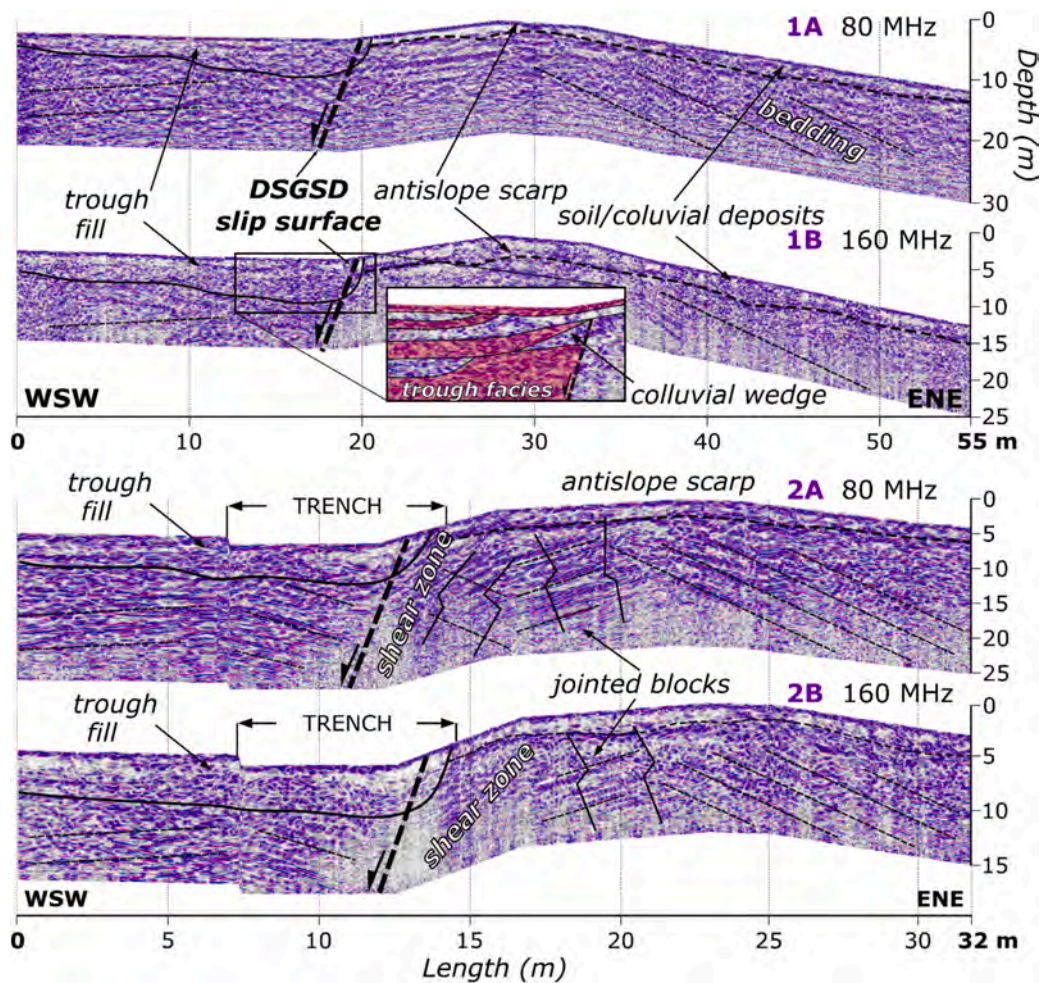 1A 80 MHz
0
10
20
30
Depth (m)
bedding
trough
fill
DSGSD
slip surface
antislope scarp
soil/coluvial deposits
1B 160 MHz
0
5
10
15
20
25
trough facies
colluvial wedge
WSW
ENE
0
10
20
30
40
50
55 m
trough
fill
TRENCH
antislope scarp
2A 80 MHz
0
5
10
15
20
25
shear zone
jointed blocks
trough
fill
TRENCH
2B 160 MHz
0
5
10
15
shear zone
WSW
ENE
0
5
10
15
20
25
30
32 m
Length (m)